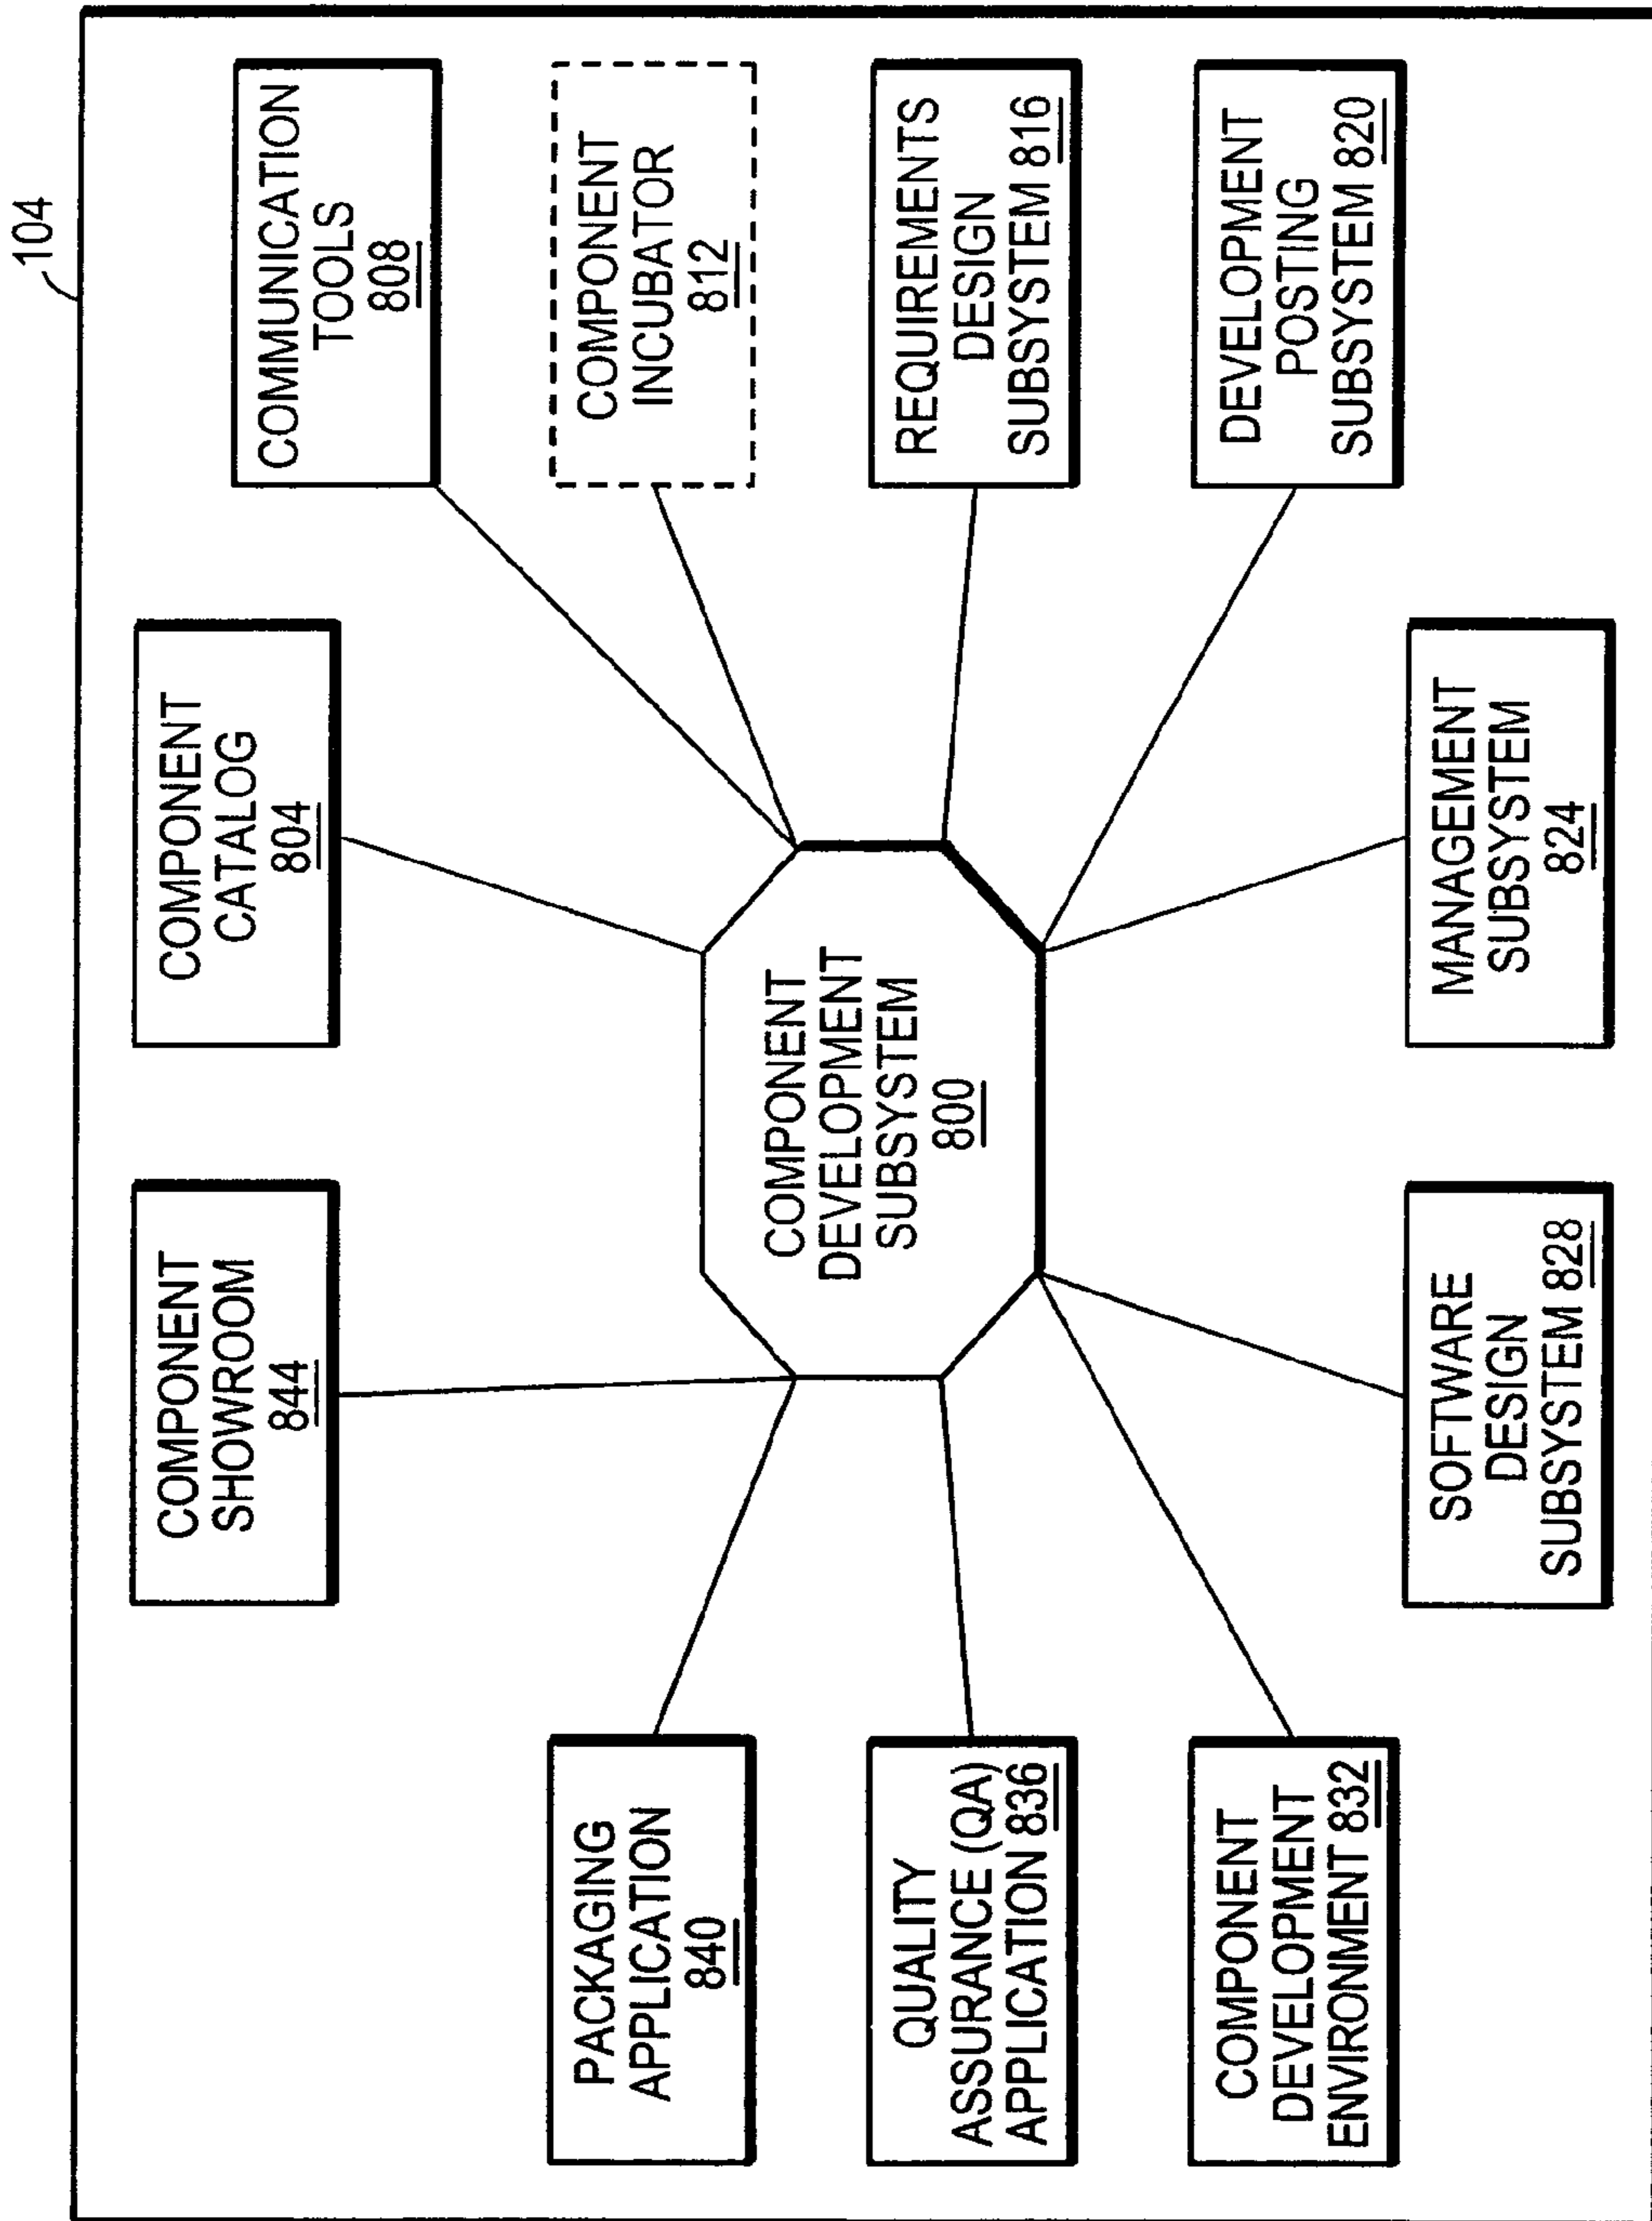 104
COMPONENT
SHOWROOM
844
COMPONENT
CATALOG
804
COMMUNICATION
TOOLS
808
PACKAGING
APPLICATION
840
COMPONENT
INCUBATOR
812
COMPONENT
DEVELOPMENT
SUBSYSTEM
800
QUALITY
ASSURANCE (QA)
APPLICATION 836
REQUIREMENTS
DESIGN
SUBSYSTEM 816
COMPONENT
DEVELOPMENT
ENVIRONMENT 832
DEVELOPMENT
POSTING
SUBSYSTEM 820
SOFTWARE
DESIGN
SUBSYSTEM 828
MANAGEMENT
SUBSYSTEM
824